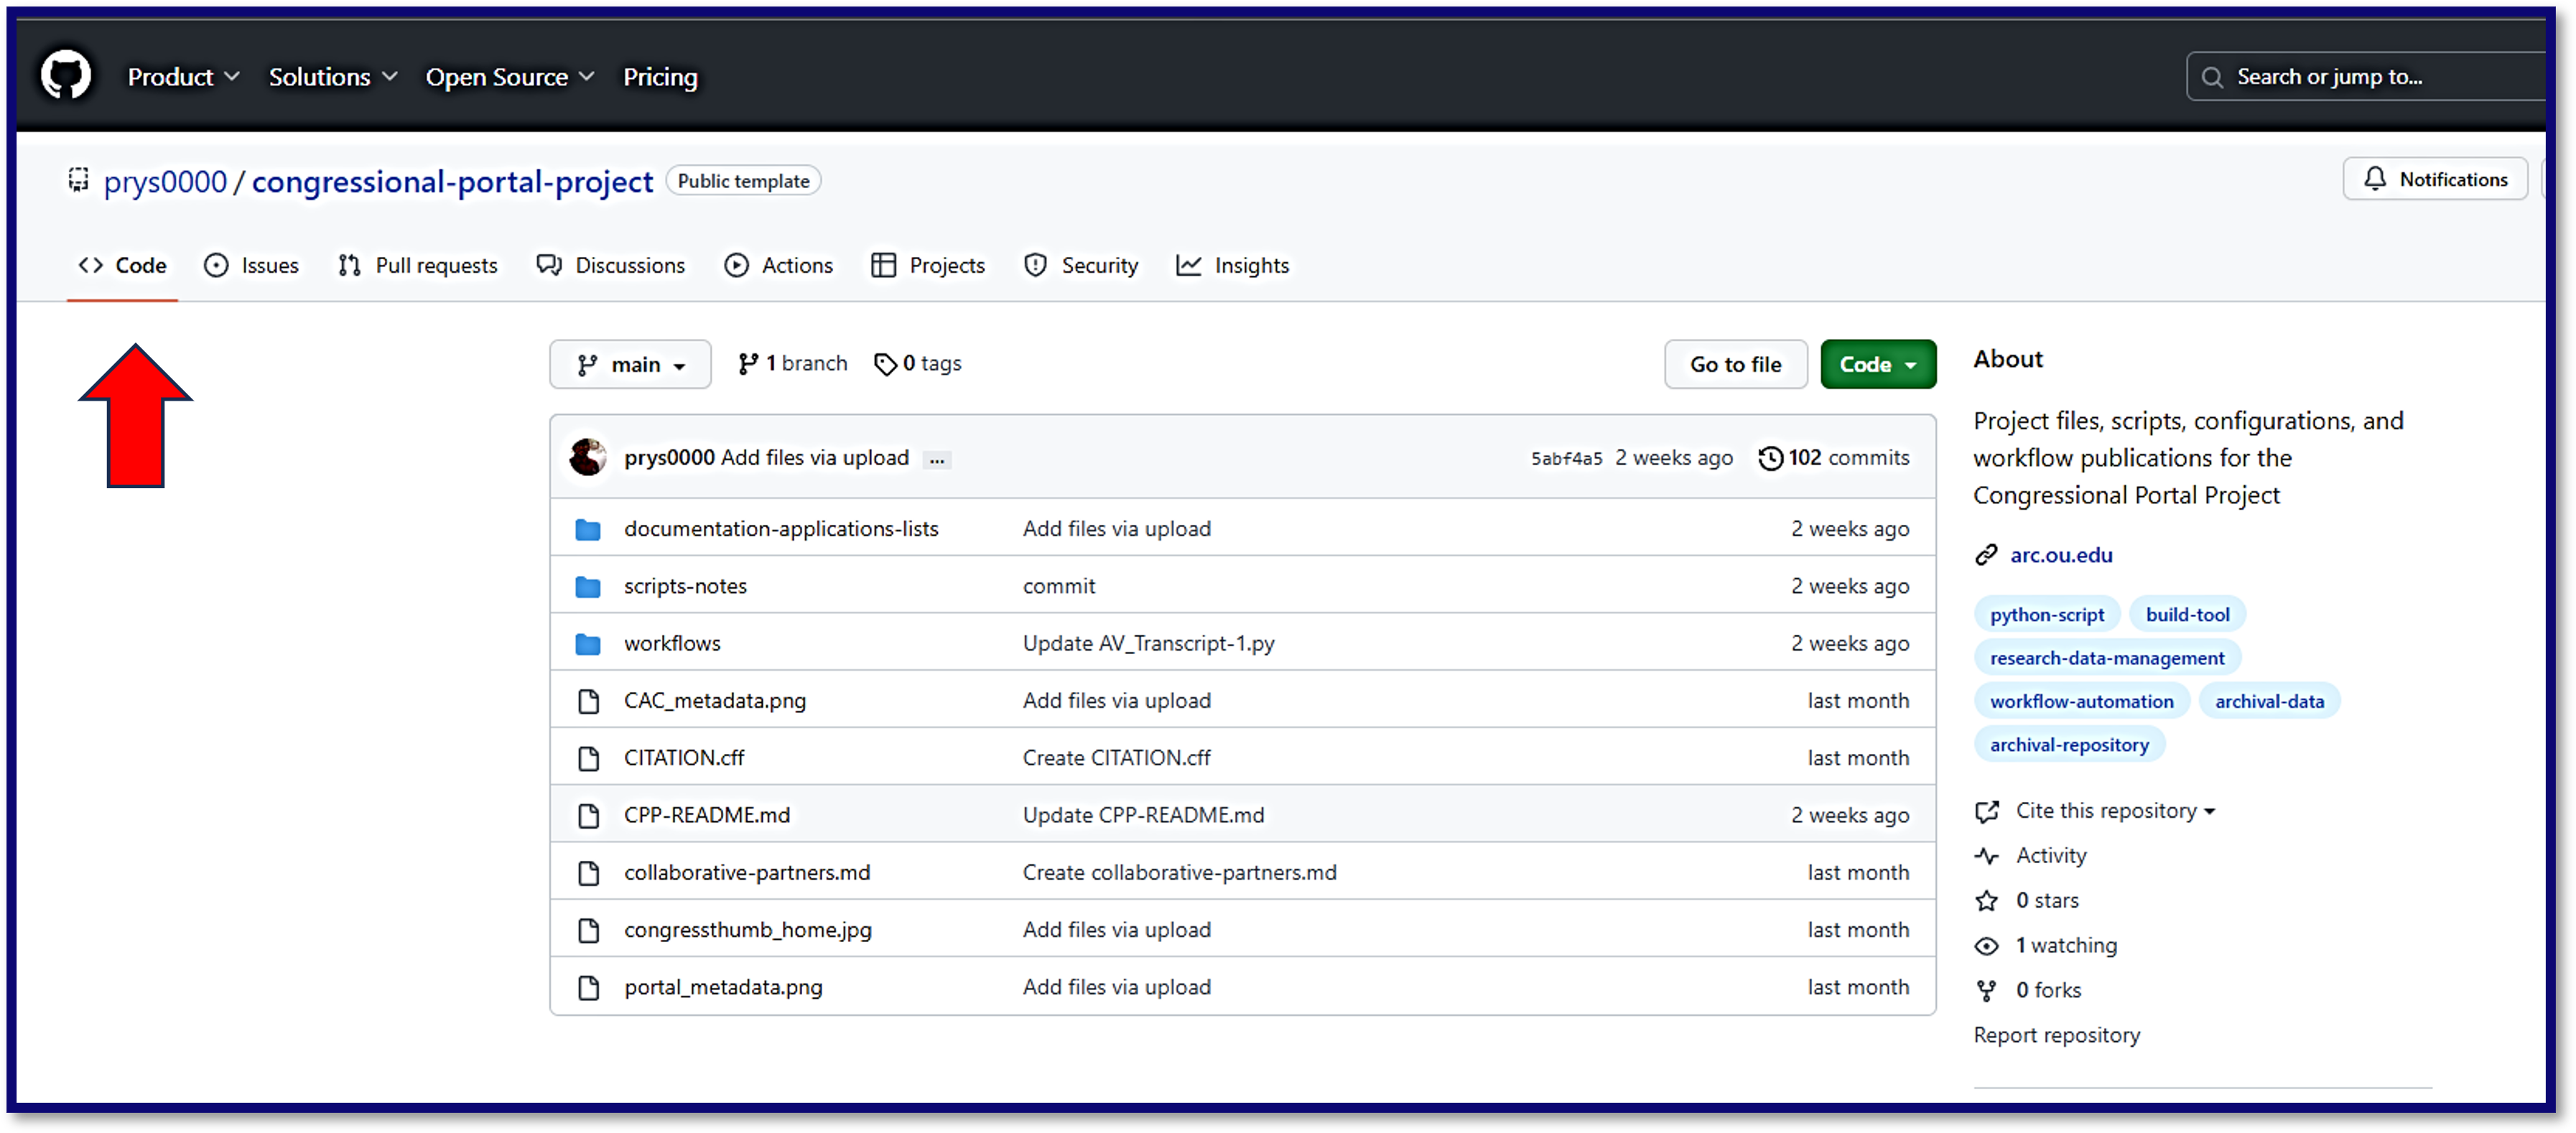 Product Solutions Open Source Pricing Search or jump to...
prys0000 / congressional-portal-project Public template Notifications
Code Issues Pull requests Discussions Actions Projects Security Insights
main 1 branch 0 tags Go to file Code
prys0000 Add files via upload ... 5abf4a5 2 weeks ago 102 commits
documentation-applications-lists Add files via upload 2 weeks ago
scripts-notes commit 2 weeks ago
workflows Update AV_Transcript-1.py 2 weeks ago
CAC_metadata.png Add files via upload last month
CITATION.cff Create CITATION.cff last month
CPP-README.md Update CPP-README.md 2 weeks ago
collaborative-partners.md Create collaborative-partners.md last month
congressthumb_home.jpg Add files via upload last month
portal_metadata.png Add files via upload last month
About
Project files, scripts, configurations, and
workflow publications for the
Congressional Portal Project
arc.ou.edu
python-script build-tool
research-data-management
workflow-automation archival-data
archival-repository
Cite this repository
Activity
0 stars
1 watching
0 forks
Report repository